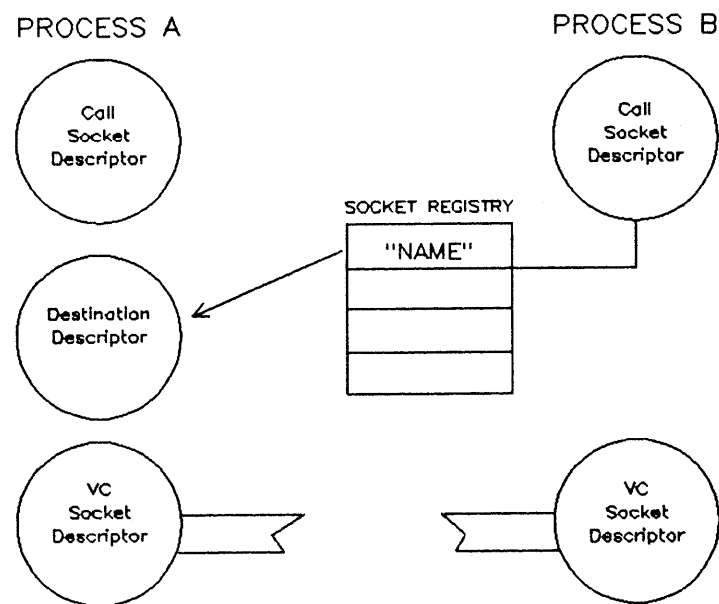 PROCESS A
PROCESS B
Call
Socket
Descriptor
Call
Socket
Descriptor
SOCKET REGISTRY
"NAME"
Destination
Descriptor
VC
Socket
Descriptor
VC
Socket
Descriptor